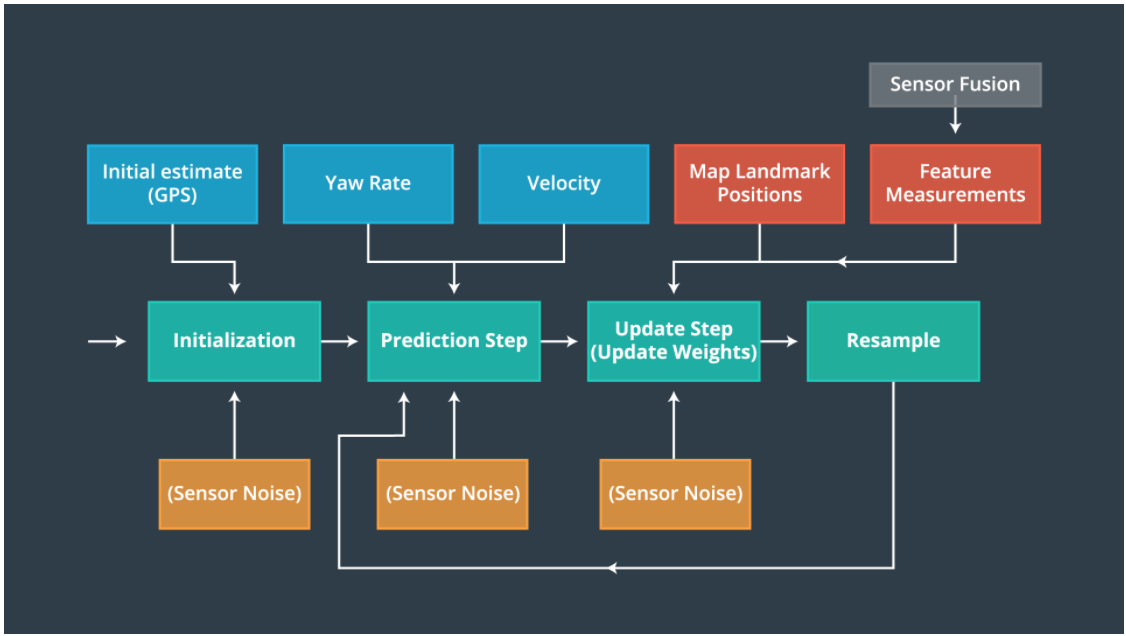 Sensor Fusion
Initial estimate
(GPS)
Yaw Rate
Velocity
Map Landmark
Positions
Feature
Measurements
Initialization
Prediction Step
Update Step
(Update Weights)
Resample
(Sensor Noise)
(Sensor Noise)
(Sensor Noise)